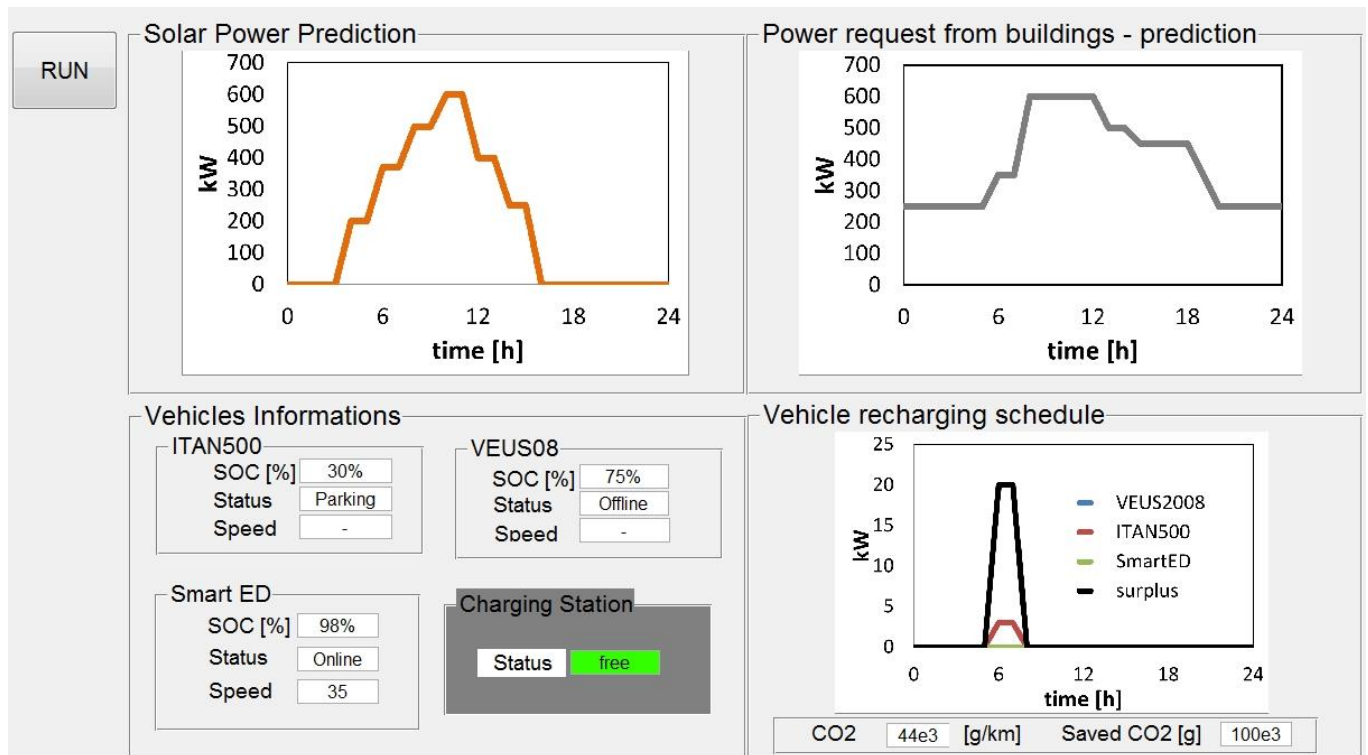 RUN
Solar Power Prediction
700
600
500
400
300
200
100
0
kW
0 6 12 18 24
time [h]
Power request from buildings - prediction
700
600
500
400
300
200
100
0
kW
0 6 12 18 24
time [h]
Vehicles Informations
ITAN500
SOC [%] 30%
Status Parking
Speed -
VEUS08
SOC [%] 75%
Status Offline
Speed -
Smart ED
SOC [%] 98%
Status Online
Speed 35
Charging Station
Status free
Vehicle recharging schedule
25
20
15
10
5
0
kW
VEUS2008
ITAN500
SmartED
surplus
0 6 12 18 24
time [h]
CO2 44e3 [g/km] Saved CO2 [g] 100e3